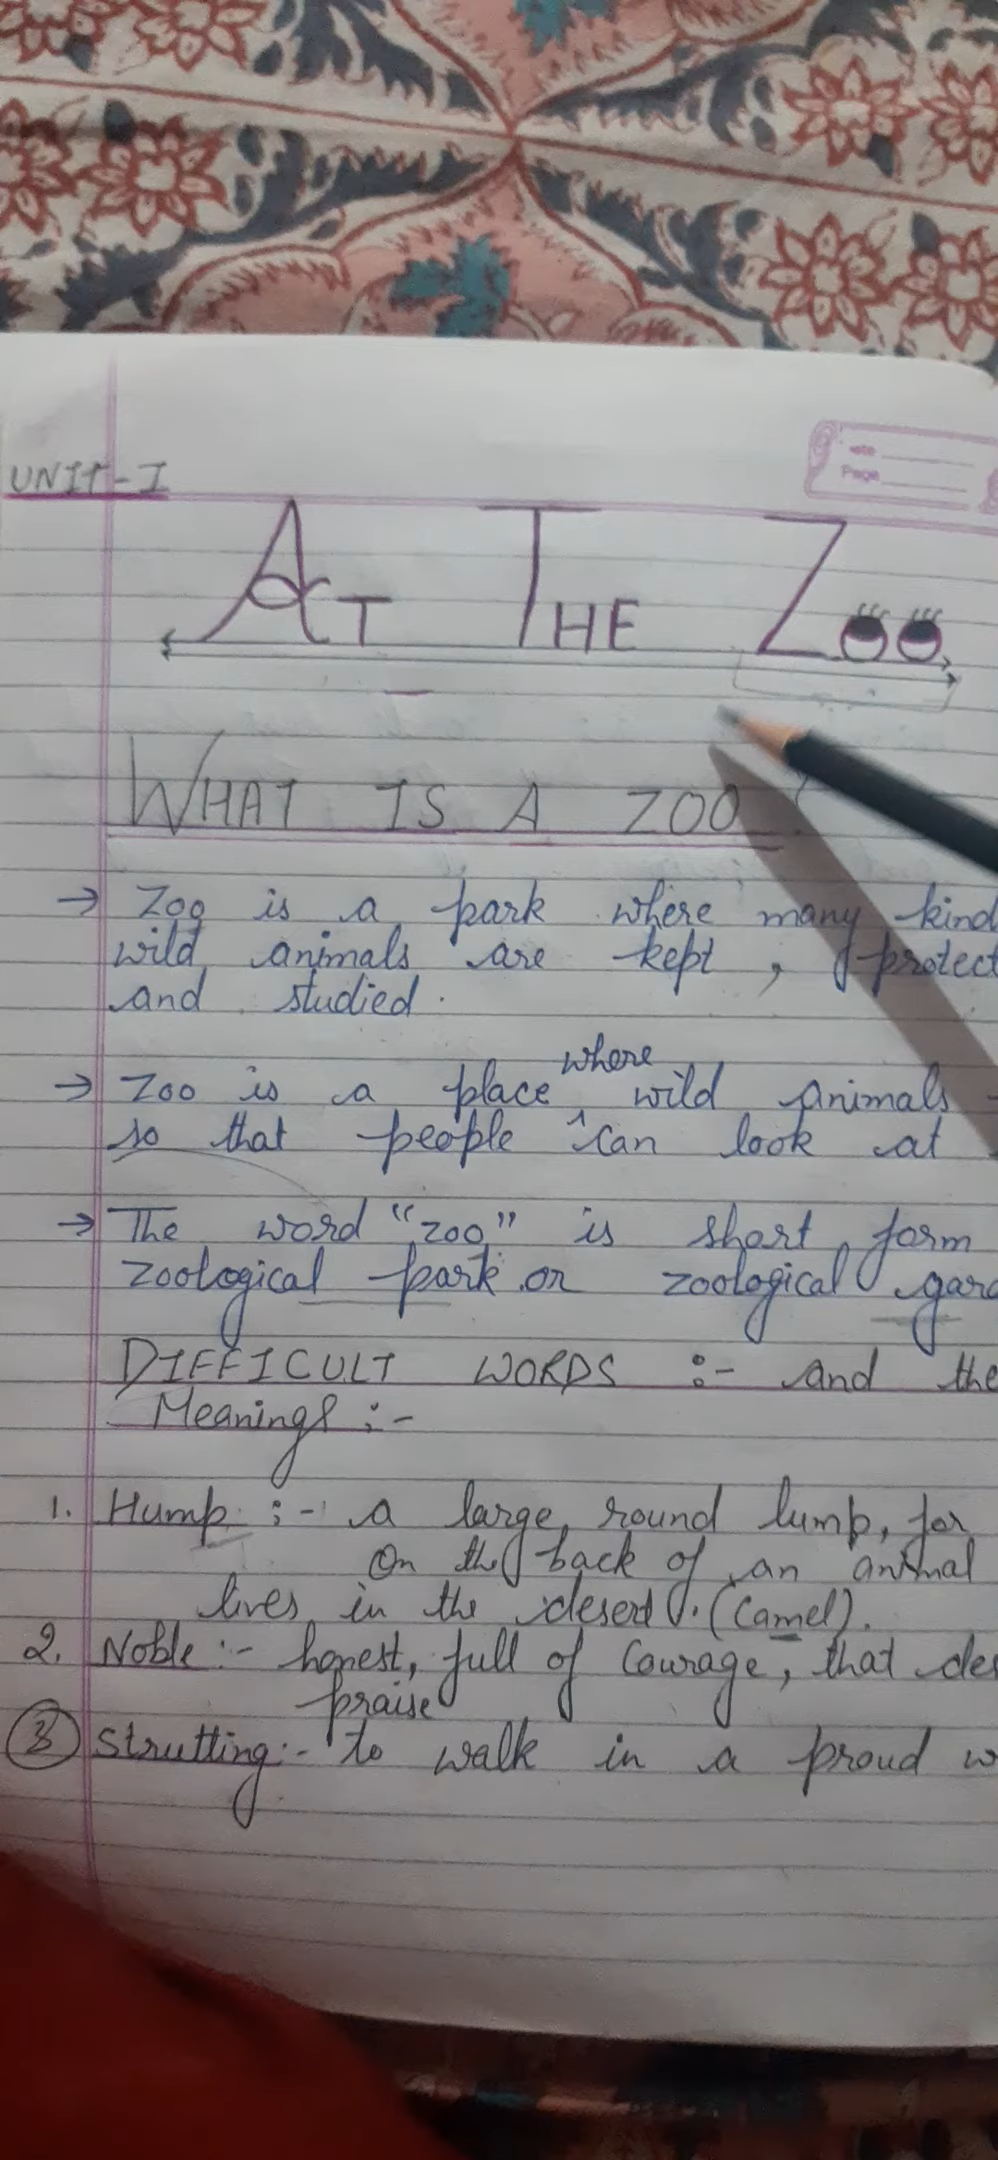 UNIT-I
Date
Page
AT THE ZOO
WHAT IS A ZOO ?
→ Zoo is a park where many kind
wild animals are kept, protect
and studied.
→ Zoo is a place where wild animals
so that people can look at
→ The word "zoo" is short form
zoological park or zoological gard
DIFFICULT WORDS :- and the
Meanings :-
1. Hump :- a large, round lump, for
On the back of an animal
lives in the desert. (Camel).
2. Noble :- honest, full of Courage, that des
praise
3 Strutting :- to walk in a proud w